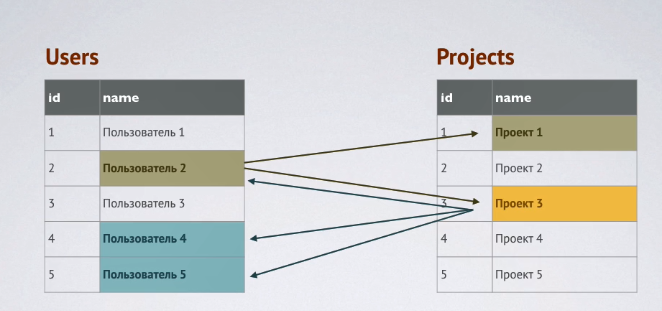 Users
id name
1 Пользователь 1
2 Пользователь 2
3 Пользователь 3
4 Пользователь 4
5 Пользователь 5
Projects
id name
1 Проект 1
2 Проект 2
3 Проект 3
4 Проект 4
5 Проект 5